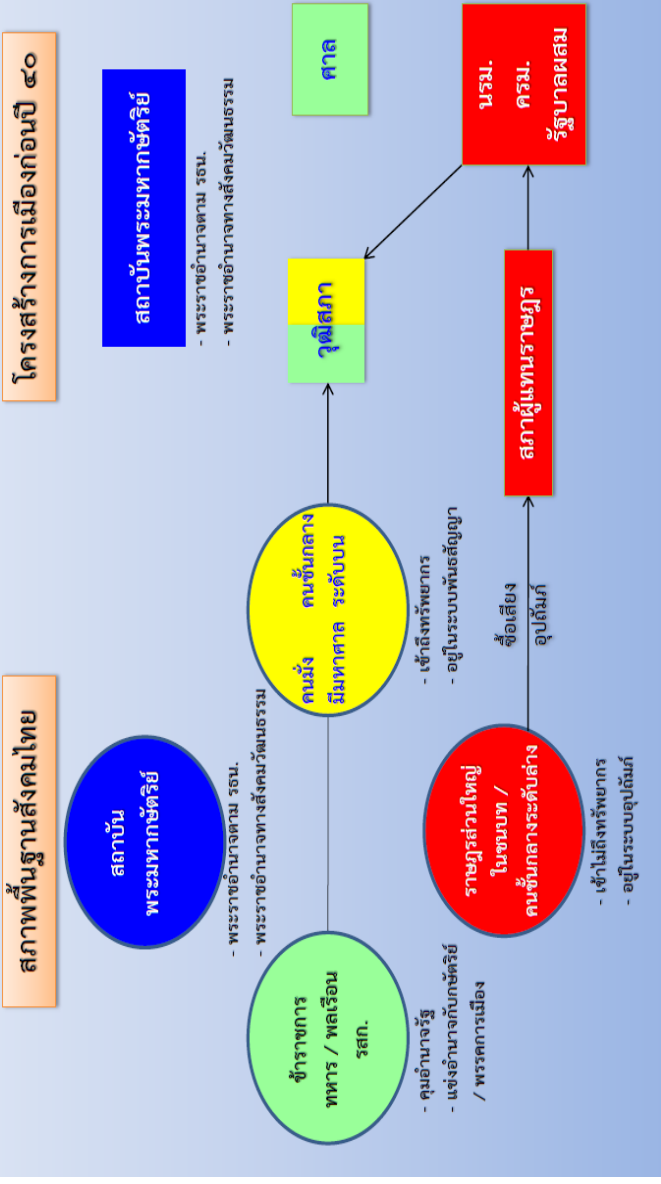 สภาพพื้นฐานสังคมไทย
โครงสร้างการเมืองก่อนปี ๔๐
สถาบัน
พระมหากษัตริย์
- พระราชอำนาจตาม รธน.
- พระราชอำนาจทางสังคมวัฒนธรรม
สถาบันพระมหากษัตริย์
- พระราชอำนาจตาม รธน.
- พระราชอำนาจทางสังคมวัฒนธรรม
ข้าราชการ
ทหาร / พลเรือน
รสก.
- คุมอำนาจรัฐ
- แข่งอำนาจกับกษัตริย์
/ พรรคการเมือง
คนมั่ง คนชั้นกลาง
มีมหาศาล ระดับบน
- เข้าถึงทรัพยากร
- อยู่ในระบบพันธสัญญา
วุฒิสภา
ศาล
ราษฎรส่วนใหญ่
ในชนบท /
คนชั้นกลางระดับล่าง
- เข้าไม่ถึงทรัพยากร
- อยู่ในระบบอุปถัมภ์
ซื้อเสียง
อุปถัมภ์
สภาผู้แทนราษฎร
นรม.
ครม.
รัฐบาลผสม